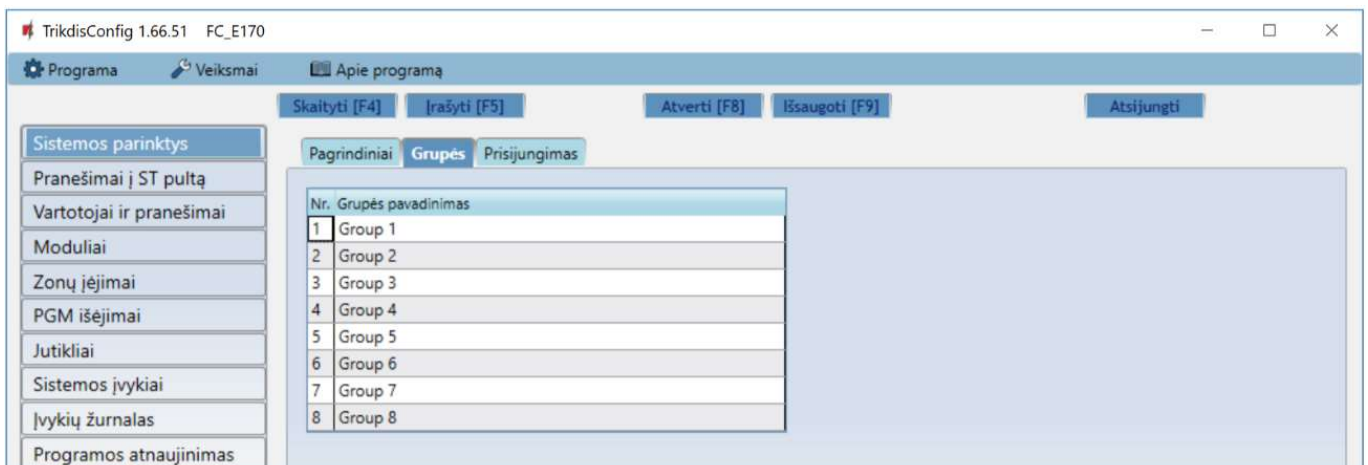 TrikdisConfig 1.66.51 FC_E170
Programa Veiksmai Apie programą
Skaityti [F4] Įrašyti [F5] Atverti [F8] Išsaugoti [F9] Atsijungti
Sistemos parinktys
Pranešimai į ST pultą
Vartotojai ir pranešimai
Moduliai
Zonų įėjimai
PGM išėjimai
Jutikliai
Sistemos įvykiai
Įvykių žurnalas
Programos atnaujinimas
Pagrindiniai Grupės Prisijungimas
Nr. Grupės pavadinimas
1 Group 1
2 Group 2
3 Group 3
4 Group 4
5 Group 5
6 Group 6
7 Group 7
8 Group 8